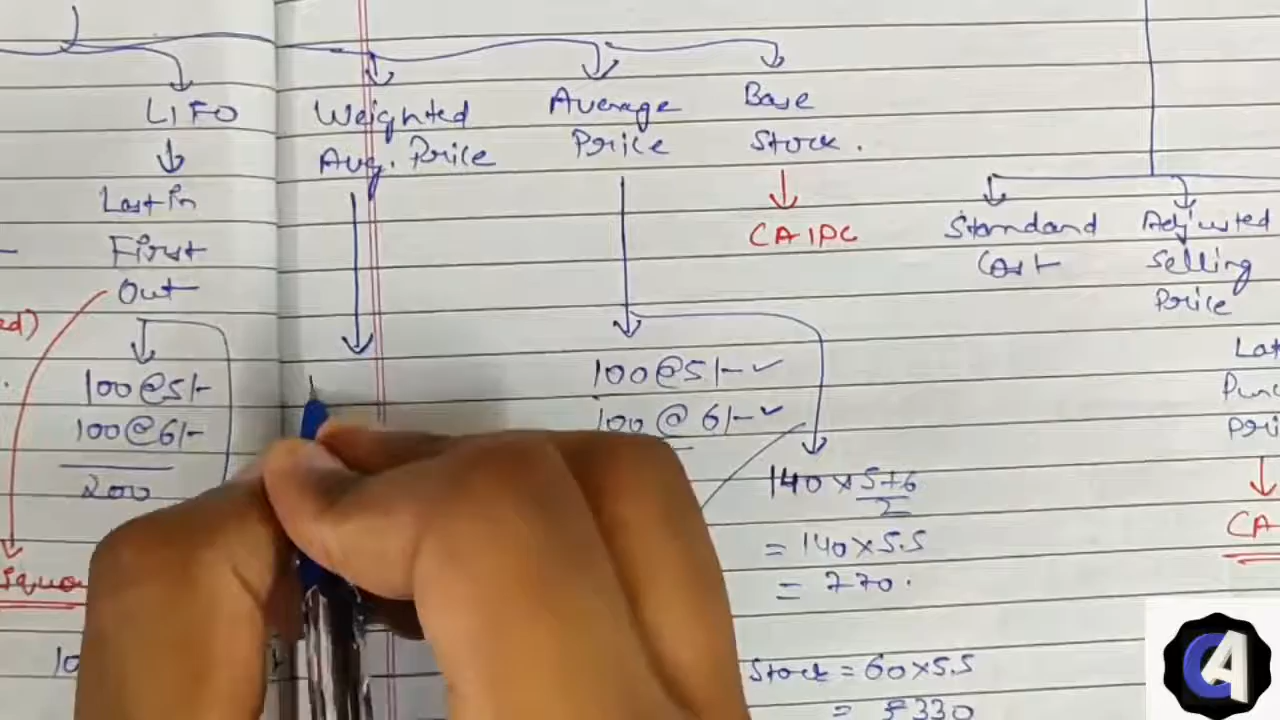 LIFO
Last in
First
Out
100@5/-
100@6/-
200
Weighted
Avg. Price
Average
Price
100@5/- ✓
100 @ 6/- ✓
140 × 5+6
2
= 140×5.5
= 770.
Stock = 60×5.5
= ₹330
Base
Stock.
CA IPC
Standard
Cost
Adjusted
Selling
Price
CA
CA